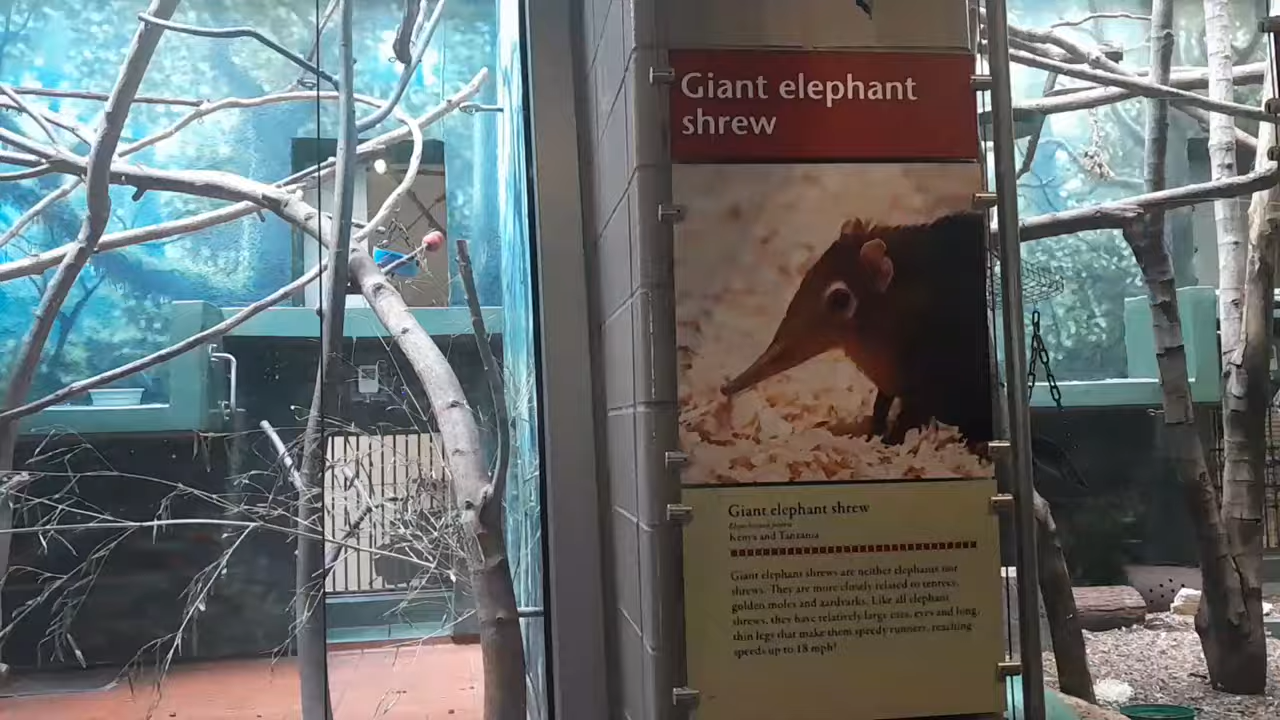 Giant elephant
shrew
Giant elephant shrew
Kenya and Tanzania
Giant elephant shrews are neither elephants nor
shrews. They are more closely related to tenrecs,
golden moles and aardvarks. Like all elephant
shrews, they have relatively large ears, eyes and long,
thin legs that make them speedy runners, reaching
speeds up to 18 mph!